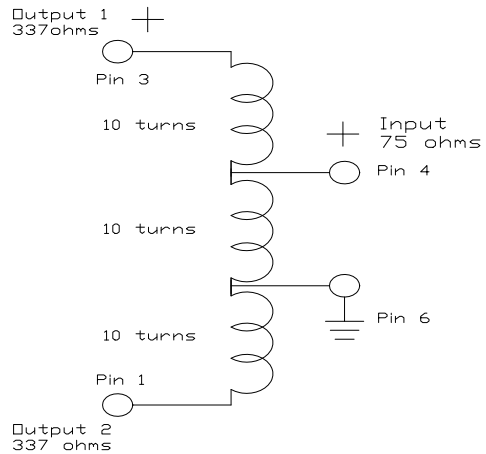 Output 1
337ohms
+
Pin 3
10 turns
+
Input
75 ohms
Pin 4
10 turns
Pin 6
10 turns
Pin 1
Output 2
337 ohms